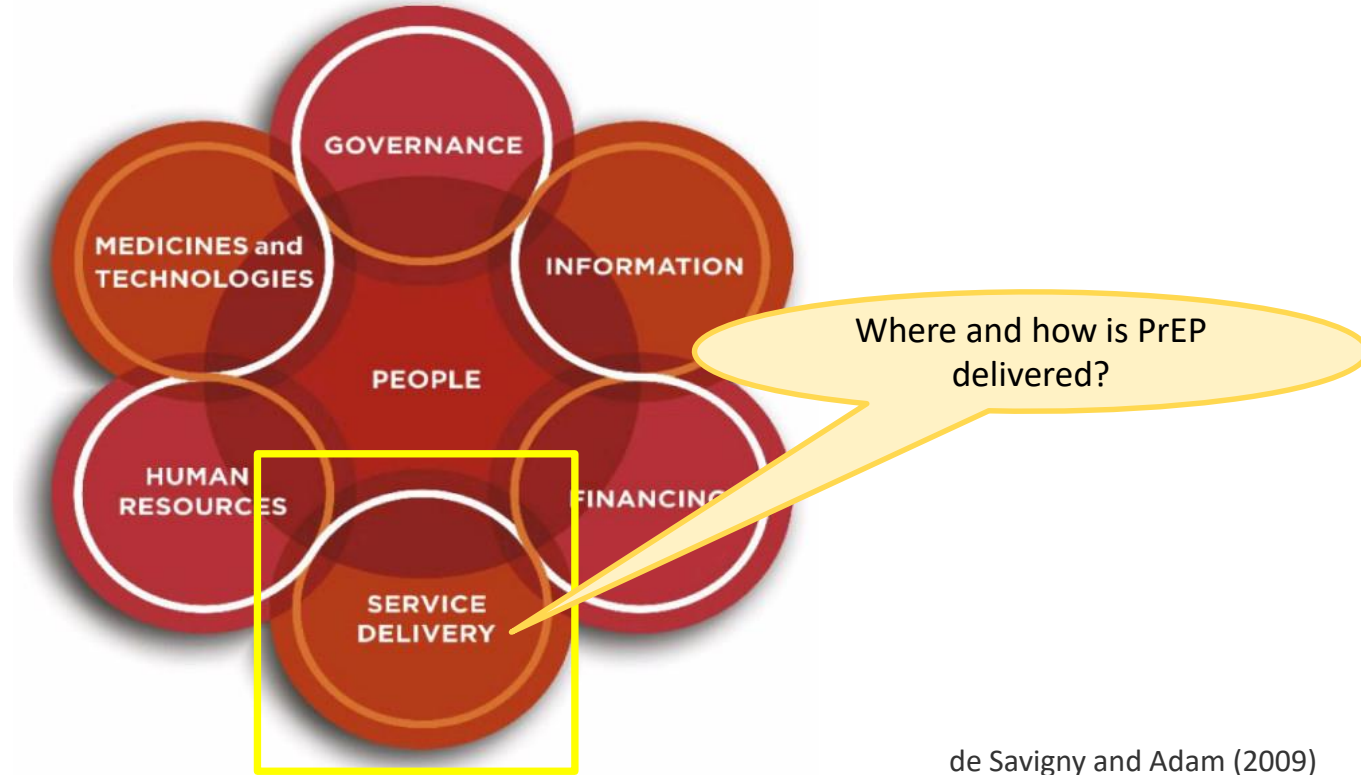 GOVERNANCE
MEDICINES and
TECHNOLOGIES
INFORMATION
Where and how is PrEP
delivered?
PEOPLE
HUMAN
RESOURCES
FINANCING
SERVICE
DELIVERY
de Savigny and Adam (2009)